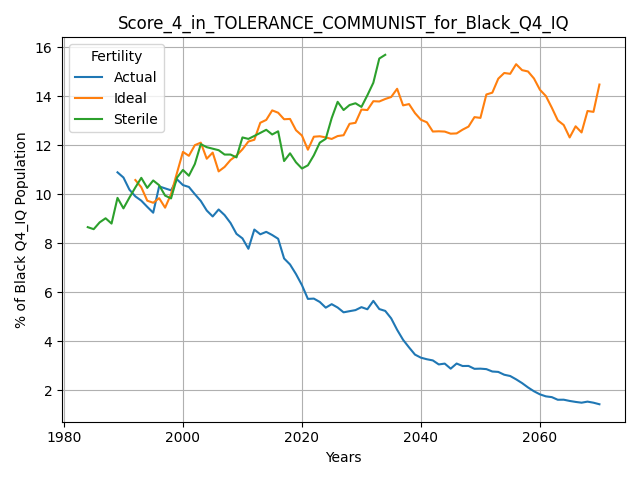 Score_4_in_TOLERANCE_COMMUNIST_for_Black_Q4_IQ
Fertility
Actual
Ideal
Sterile
% of Black Q4_IQ Population
16
14
12
10
8
6
4
2
1980
2000
2020
2040
2060
Years